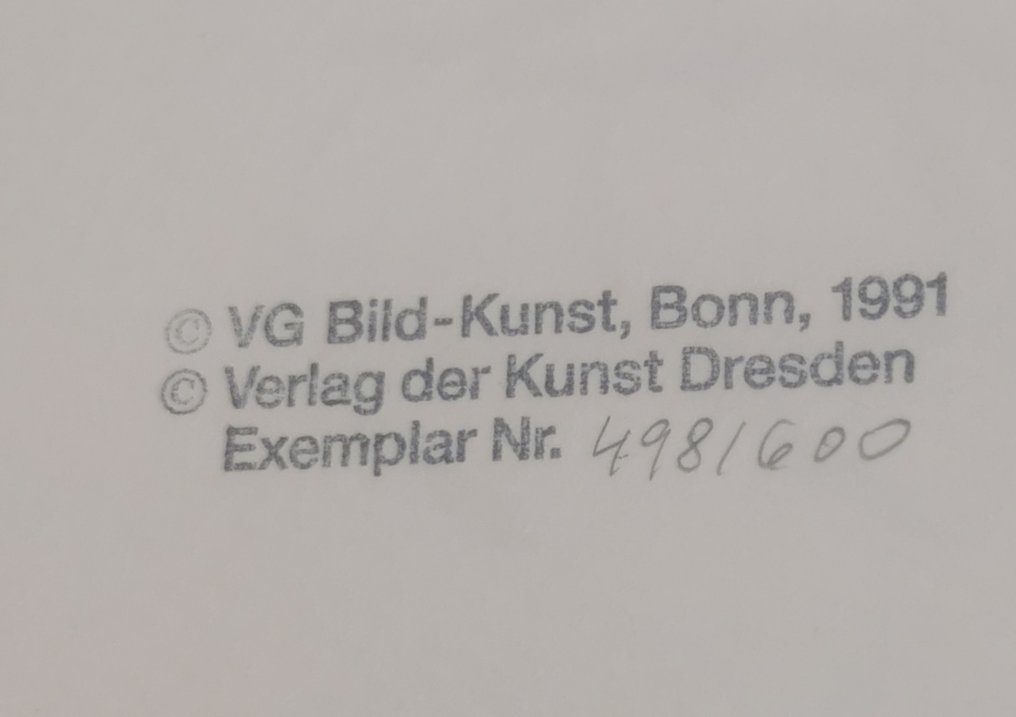 © VG Bild-Kunst, Bonn, 1991
© Verlag der Kunst Dresden
Exemplar Nr. 498/600